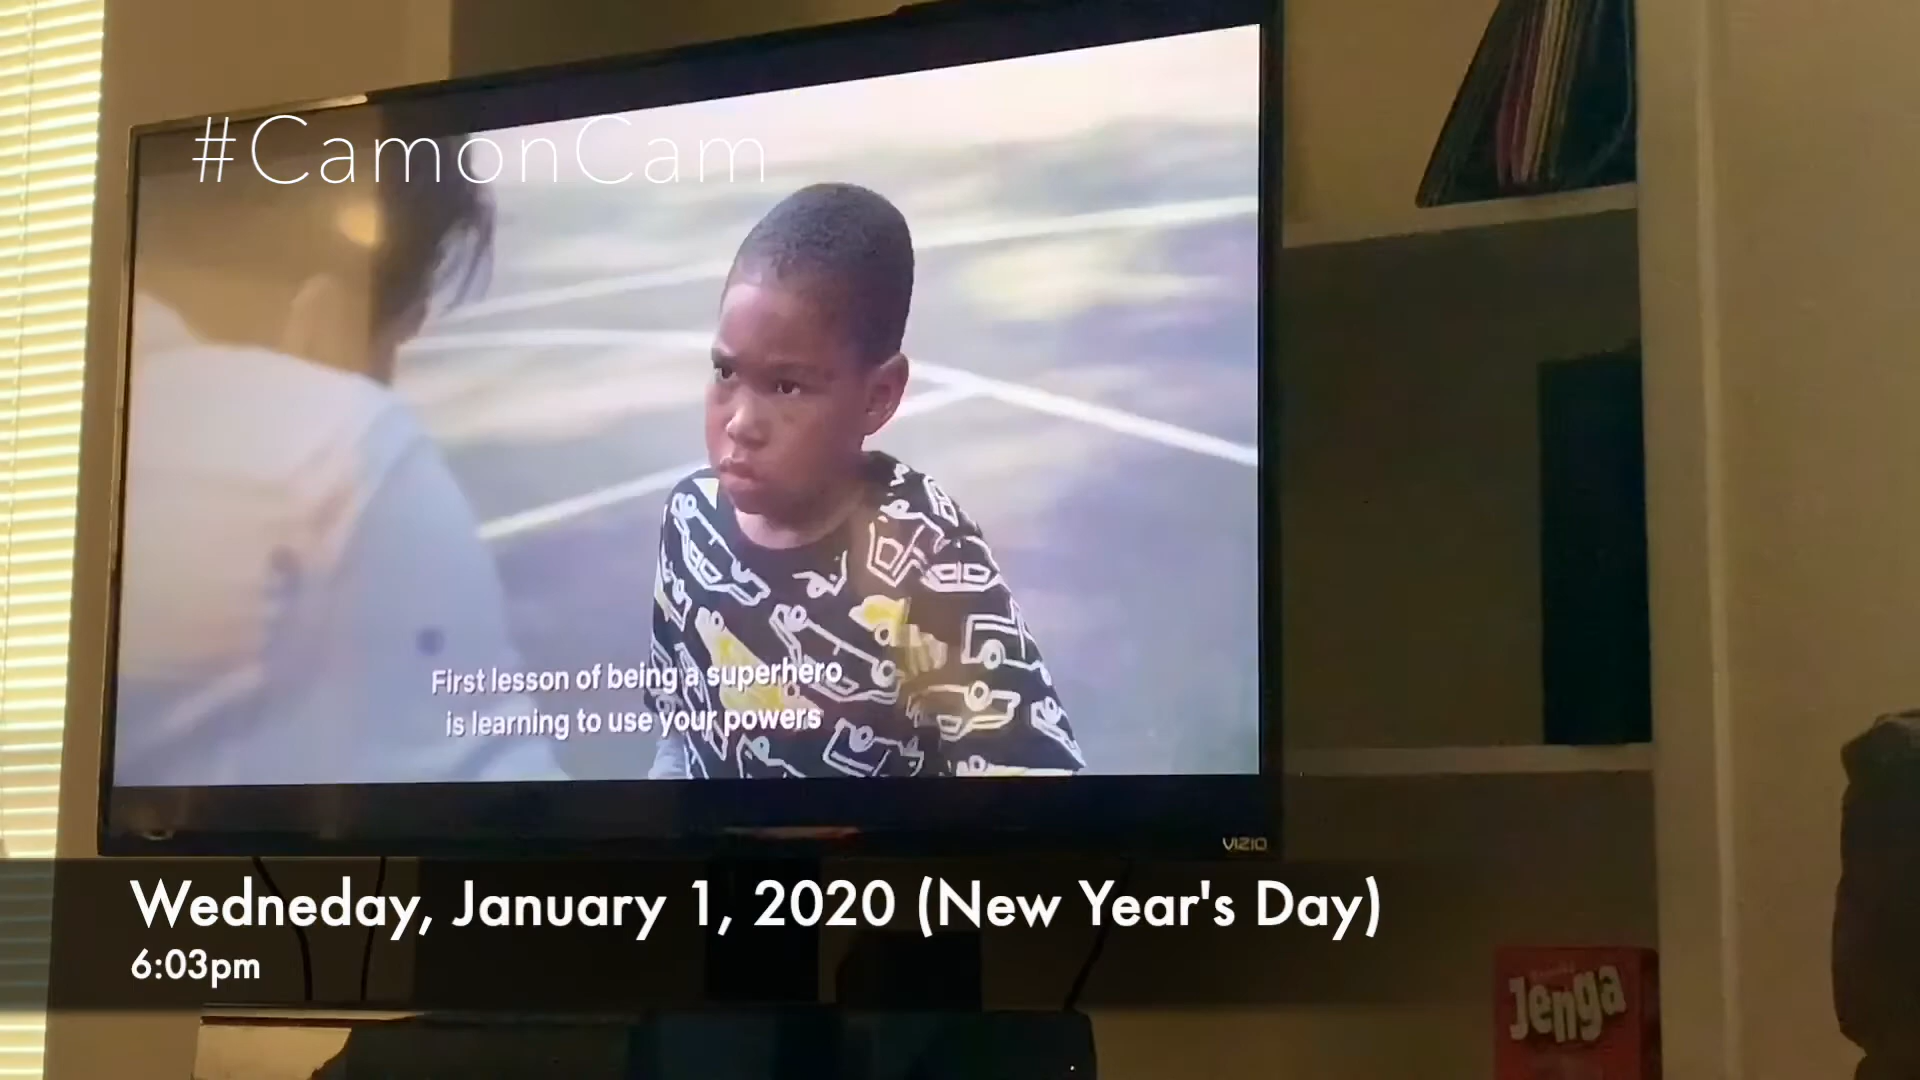 #CamonCam
First lesson of being a superhero
is learning to use your powers
VIZIO
Wedneday, January 1, 2020 (New Year's Day)
6:03pm
Jenga